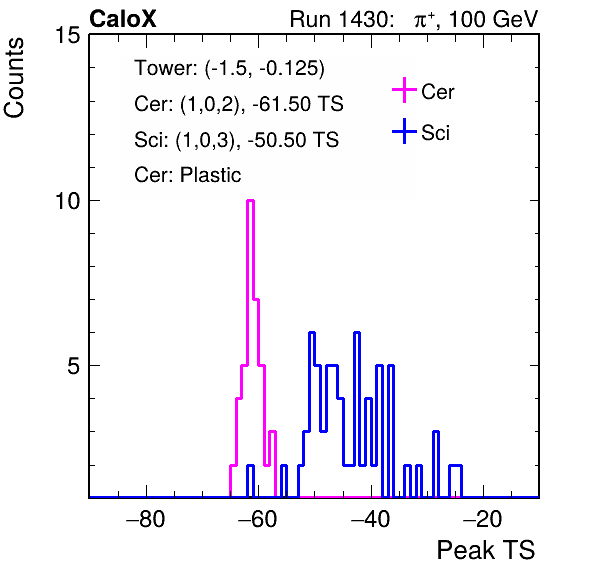 CaloX Run 1430: π+, 100 GeV
Counts
15
10
5
Tower: (-1.5, -0.125)
Cer: (1,0,2), -61.50 TS
Sci: (1,0,3), -50.50 TS
Cer: Plastic
Cer
Sci
−80 −60 −40 −20
Peak TS